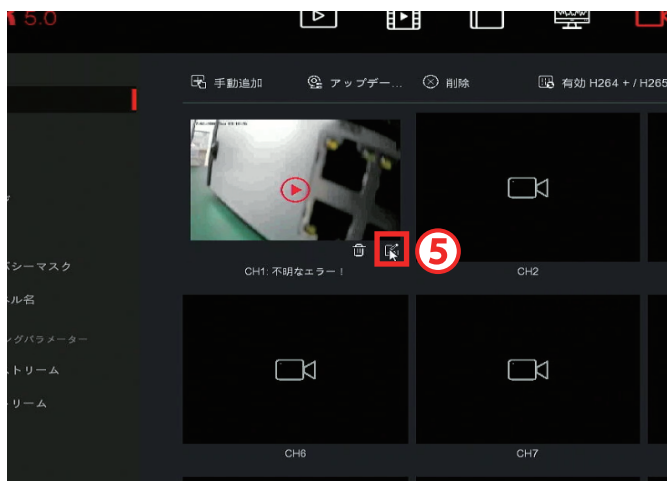 5.0
手動追加
アップデー...
削除
有効 H264 + / H265
CH1: 不明なエラー！
⑤
CH2
シーマスク
ル名
グパラメーター
トリーム
リーム
CH6
CH7